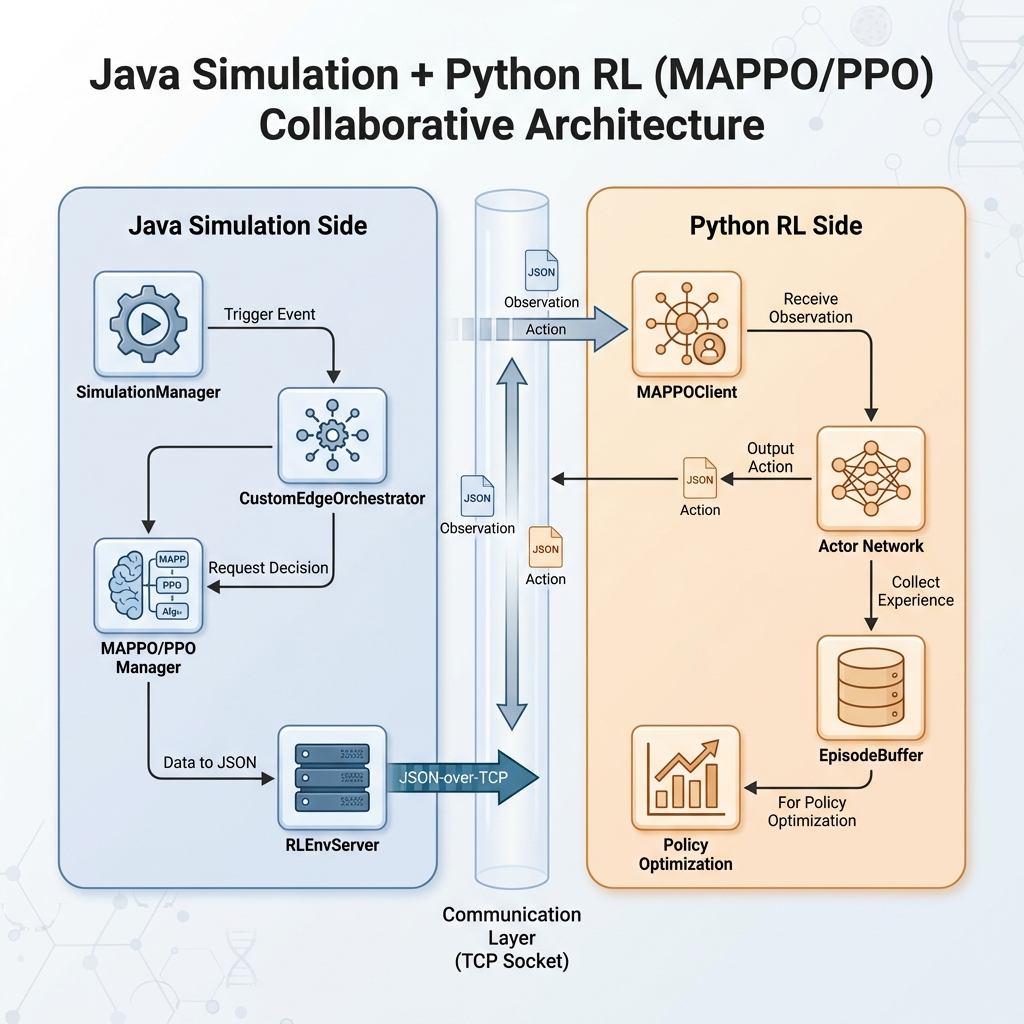 Java Simulation + Python RL (MAPPO/PPO)
Collaborative Architecture
Java Simulation Side
SimulationManager
Trigger Event
CustomEdgeOrchestrator
MAPP
PPO
MAPPO/PPO
Manager
Request Decision
Data to JSON
RLEnvServer
JSON-over-TCP
JSON
Observation
Action
JSON
Observation
JSON
Action
Communication
Layer
(TCP Socket)
Python RL Side
MAPPOClient
Receive
Observation
Actor Network
Output
Action
JSON
Action
Collect
Experience
EpisodeBuffer
For Policy
Optimization
Policy
Optimization